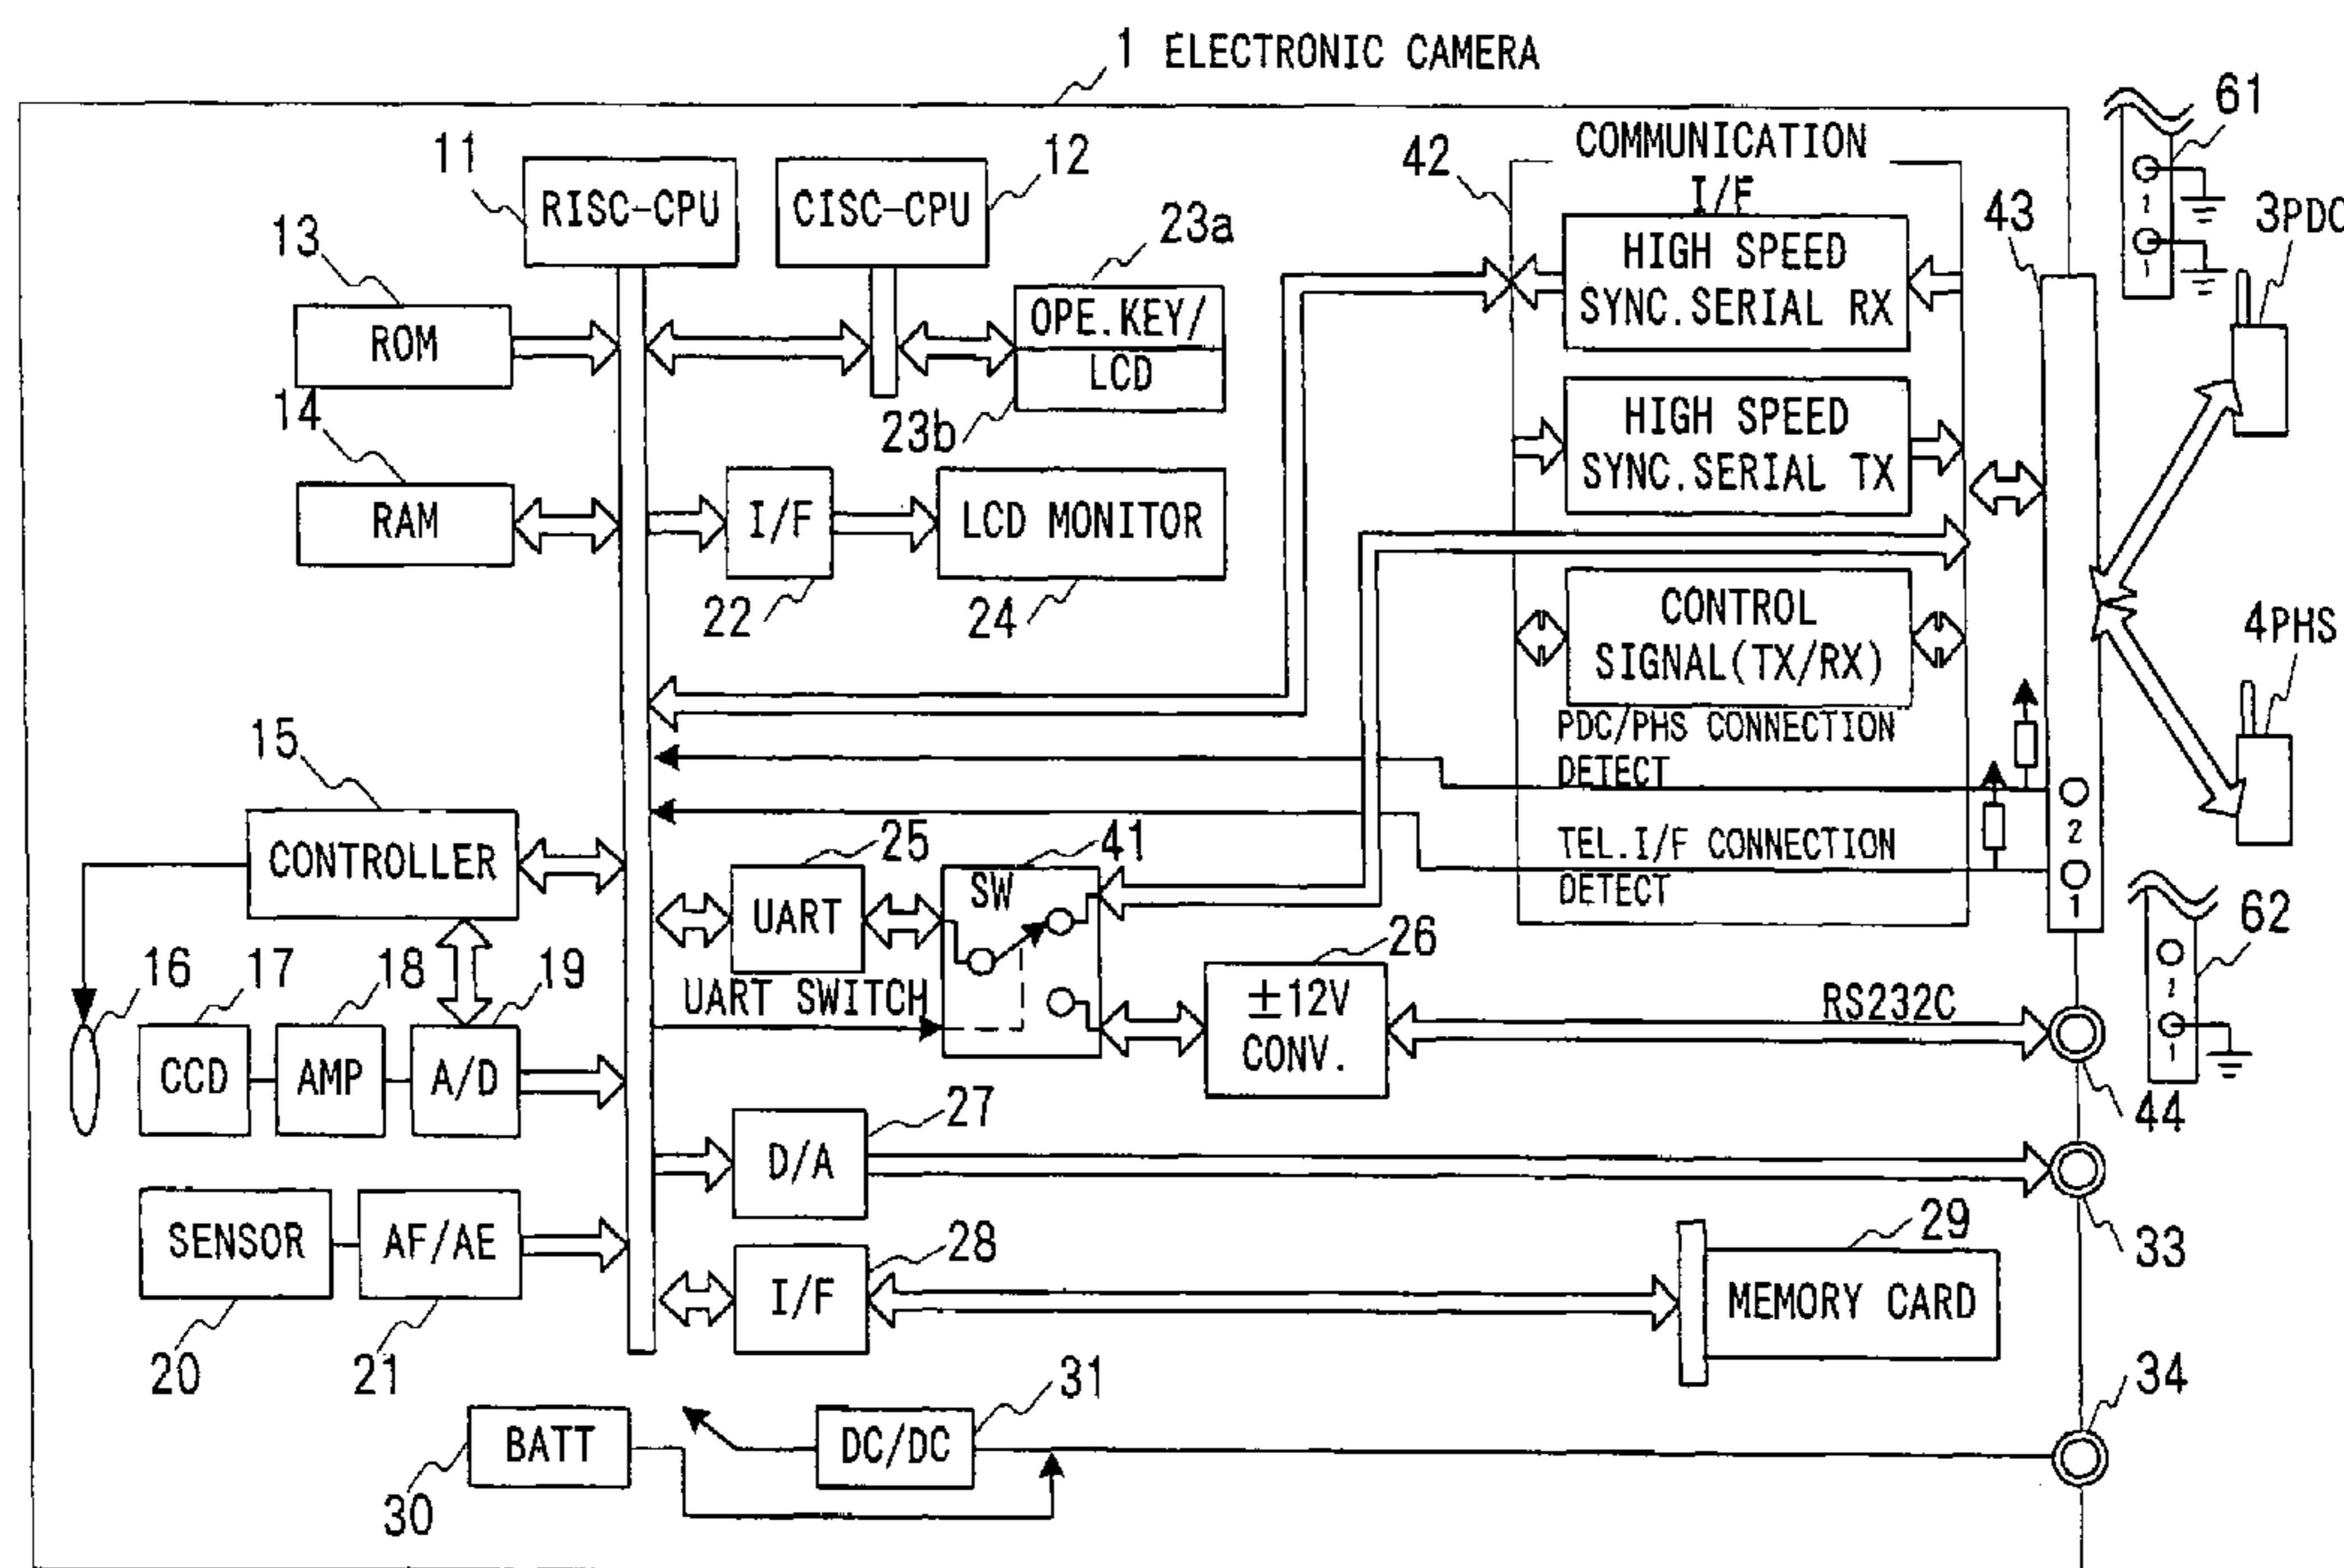 1 ELECTRONIC CAMERA
61
COMMUNICATION
I/F
42
11
12
RISC-CPU
CISC-CPU
43
3PDC
1
1
13
23a
HIGH SPEED
SYNC.SERIAL RX
ROM
OPE.KEY/
LCD
14
23b
HIGH SPEED
SYNC.SERIAL TX
RAM
I/F
LCD MONITOR
22
24
CONTROL
SIGNAL(TX/RX)
4PHS
PDC/PHS CONNECTION
DETECT
15
2
CONTROLLER
25
41
TEL.I/F CONNECTION
DETECT
1
UART
SW
62
2
1
16
17
18
19
UART SWITCH
26
±12V
CONV.
RS232C
CCD
AMP
A/D
44
27
D/A
SENSOR
AF/AE
28
29
33
I/F
MEMORY CARD
20
21
31
34
BATT
DC/DC
30